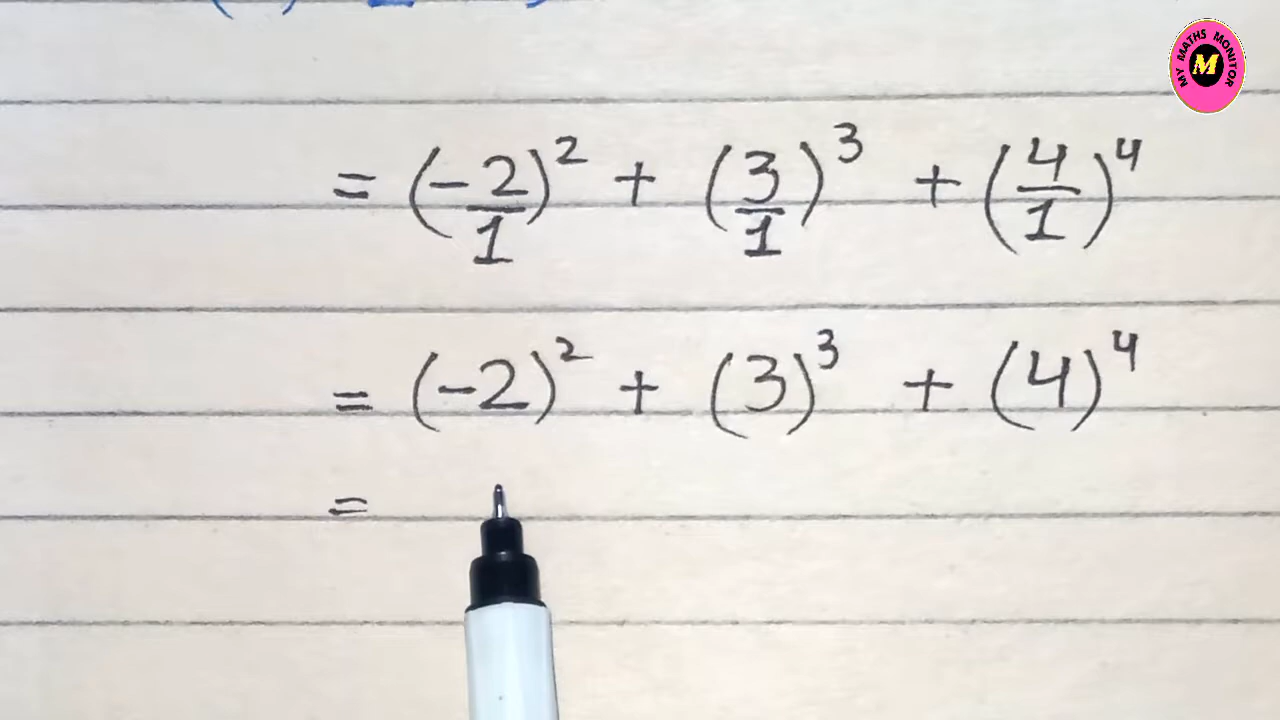 MY MATHS MONITOR
M
= (-2/1)² + (3/1)³ + (4/1)⁴
= (-2)² + (3)³ + (4)⁴
=